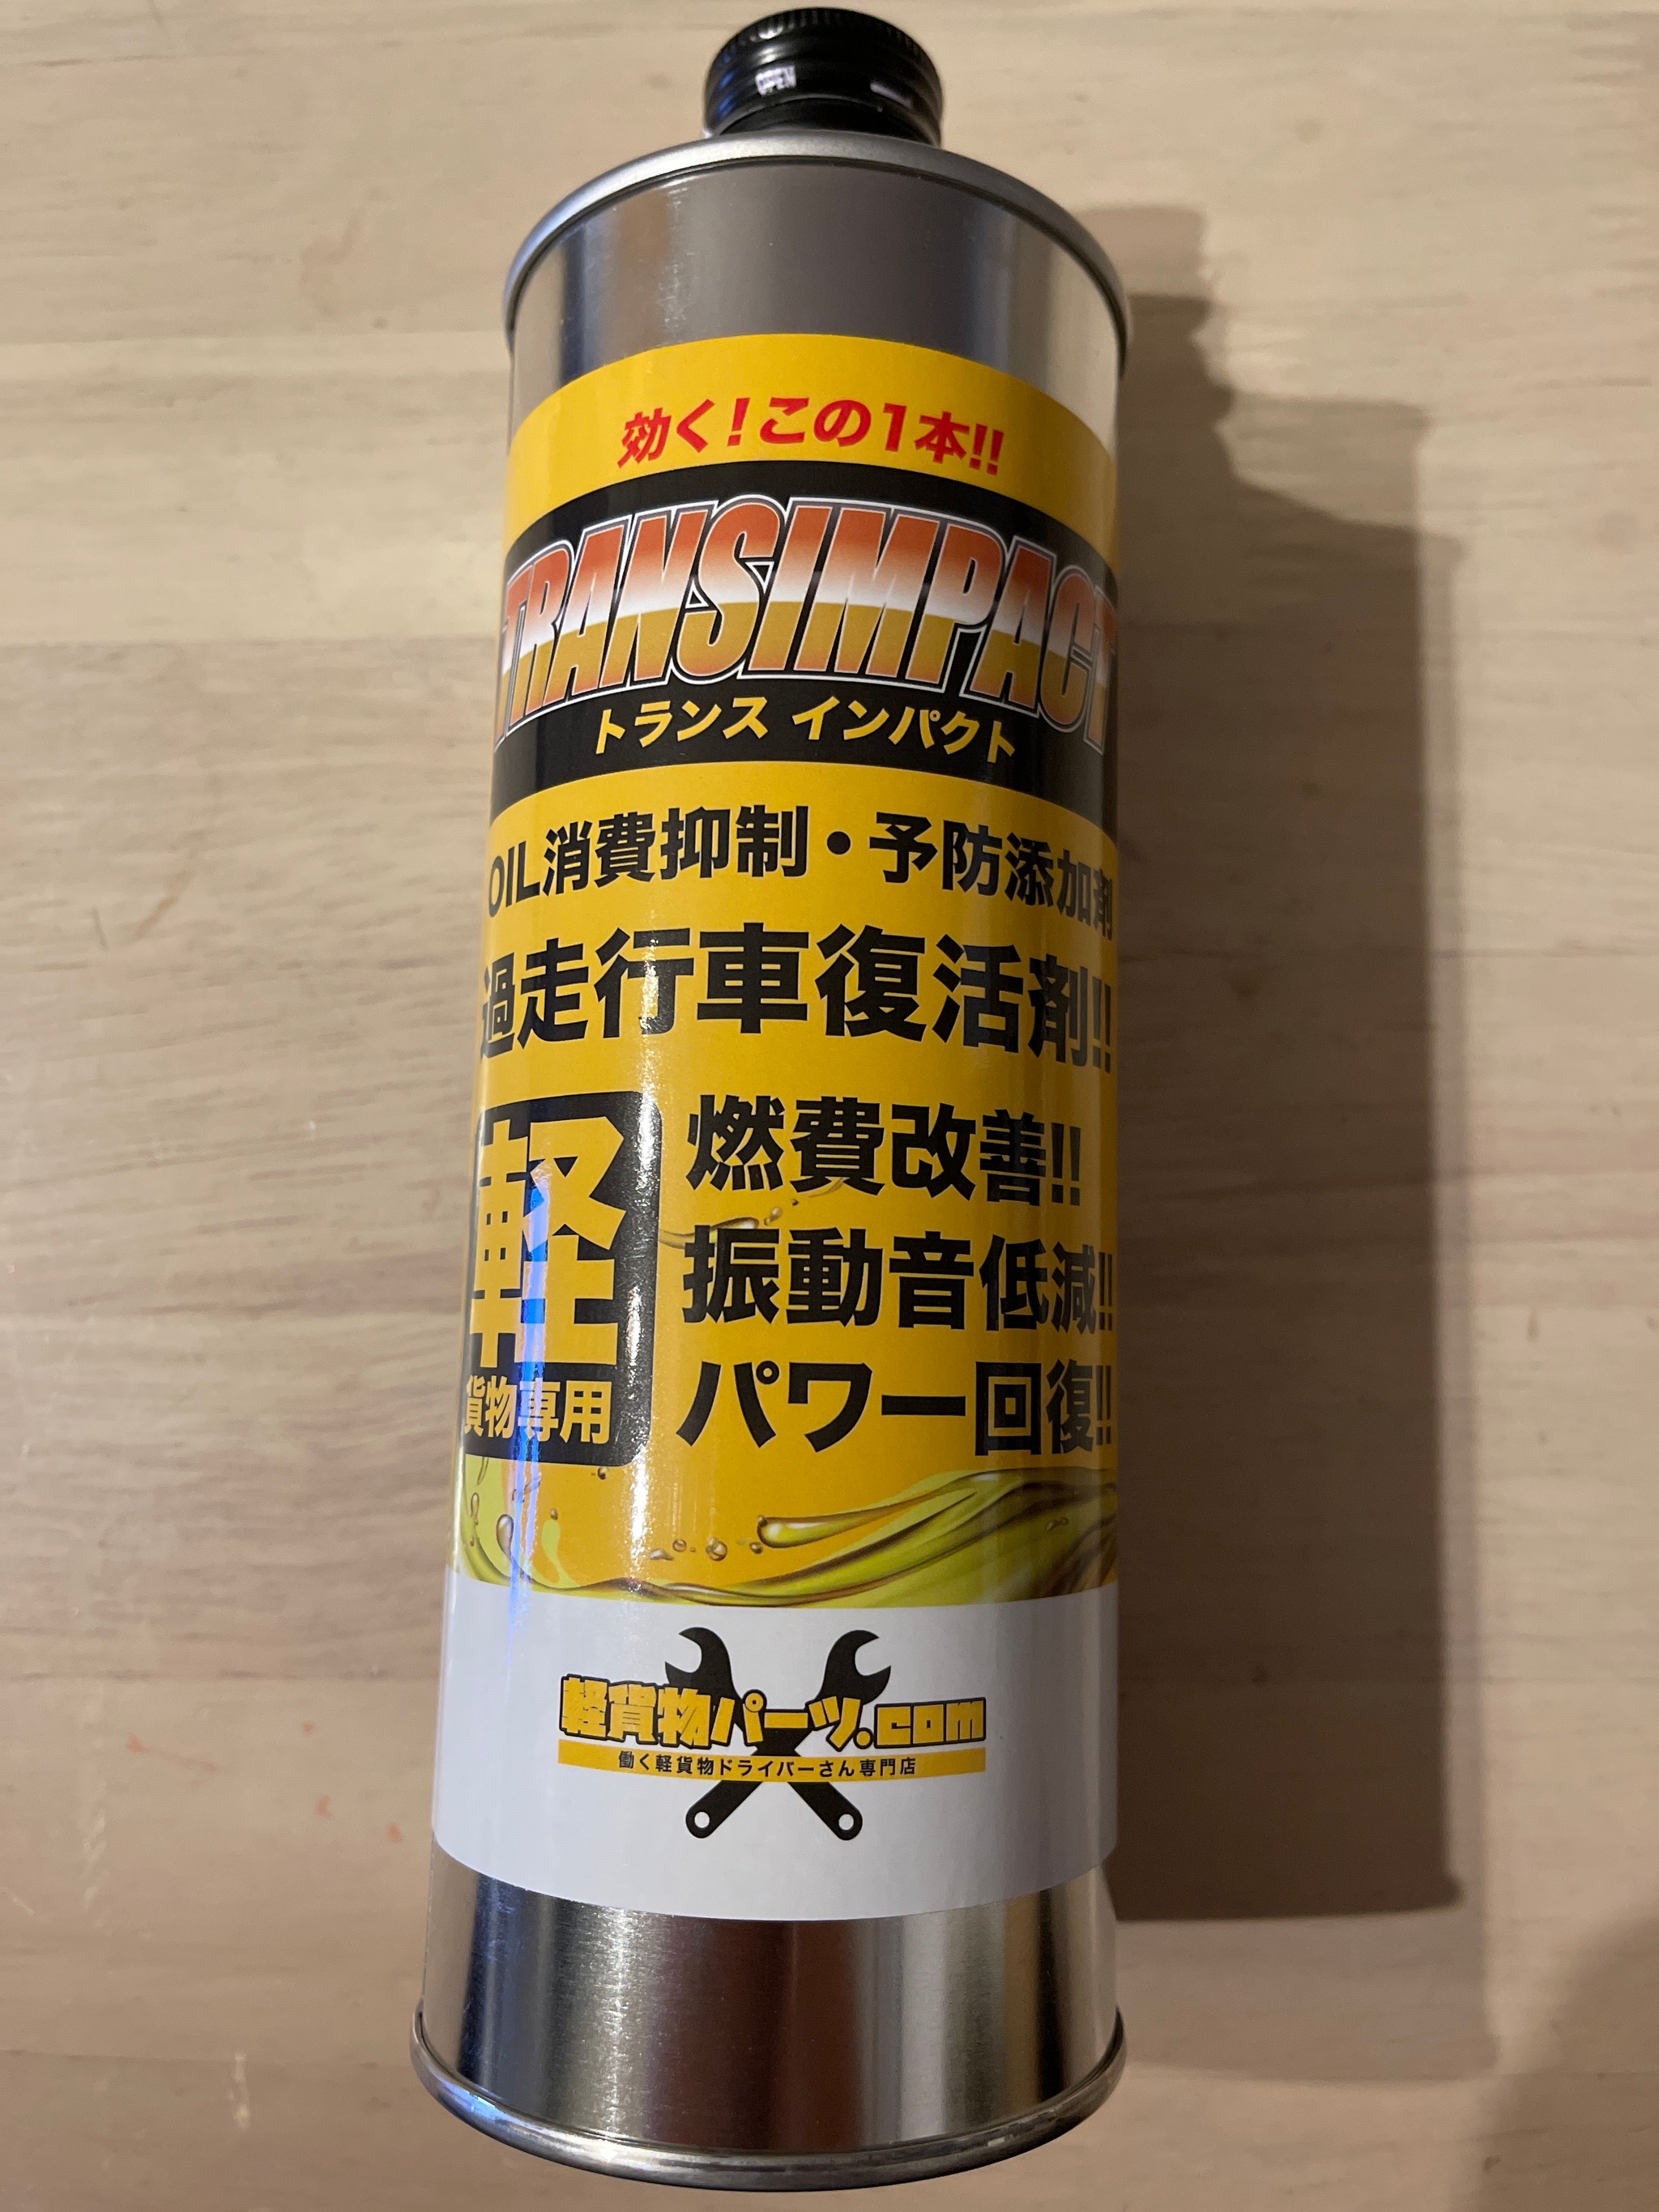 OPEN
効く!この1本!!
TRANSIMPACT
トランス インパクト
OIL消費抑制・予防添加剤
過走行車復活剤!!
軽
貨物専用
燃費改善!!
振動音低減!!
パワー回復!!
軽貨物パーツ.com
働く軽貨物ドライバーさん専門店